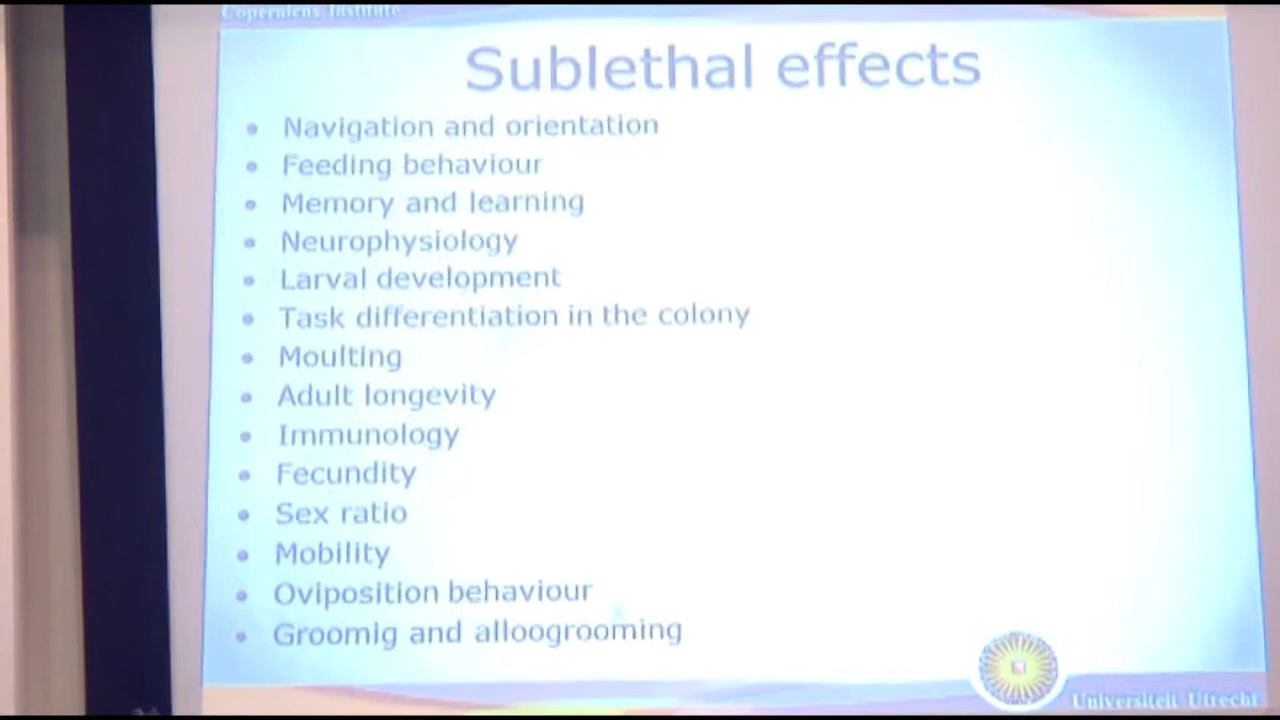 Copernicus Institute
Sublethal effects
• Navigation and orientation
• Feeding behaviour
• Memory and learning
• Neurophysiology
• Larval development
• Task differentiation in the colony
• Moulting
• Adult longevity
• Immunology
• Fecundity
• Sex ratio
• Mobility
• Oviposition behaviour
• Groomig and alloogrooming
Universiteit Utrecht